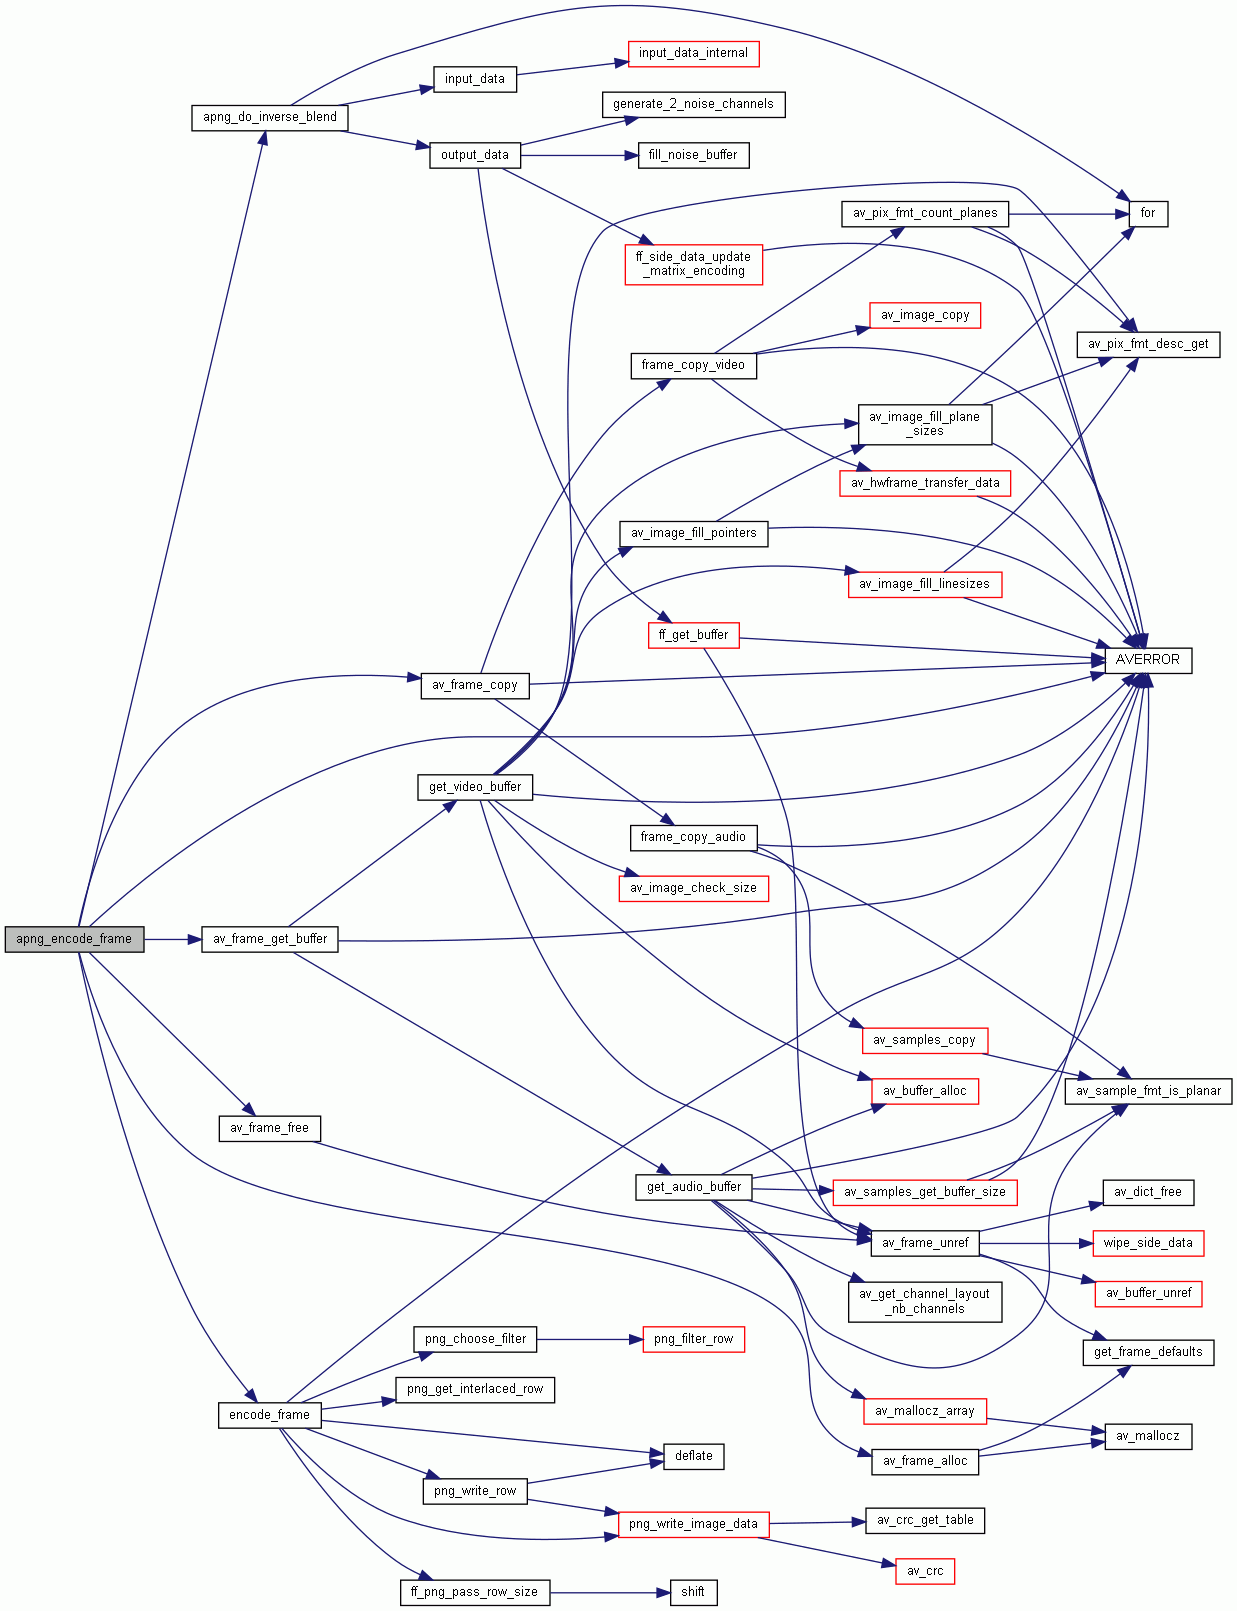 input_data_internal
input_data
generate_2_noise_channels
apng_do_inverse_blend
output_data
fill_noise_buffer
av_pix_fmt_count_planes
for
ff_side_data_update
_matrix_encoding
av_image_copy
av_pix_fmt_desc_get
frame_copy_video
av_image_fill_plane
_sizes
av_hwframe_transfer_data
av_image_fill_pointers
av_image_fill_linesizes
ff_get_buffer
AVERROR
av_frame_copy
get_video_buffer
frame_copy_audio
av_image_check_size
apng_encode_frame
av_frame_get_buffer
av_samples_copy
av_buffer_alloc
av_sample_fmt_is_planar
av_frame_free
get_audio_buffer
av_samples_get_buffer_size
av_dict_free
av_frame_unref
wipe_side_data
av_get_channel_layout
_nb_channels
av_buffer_unref
png_choose_filter
png_filter_row
get_frame_defaults
png_get_interlaced_row
encode_frame
av_mallocz_array
av_mallocz
deflate
av_frame_alloc
png_write_row
png_write_image_data
av_crc_get_table
av_crc
ff_png_pass_row_size
shift